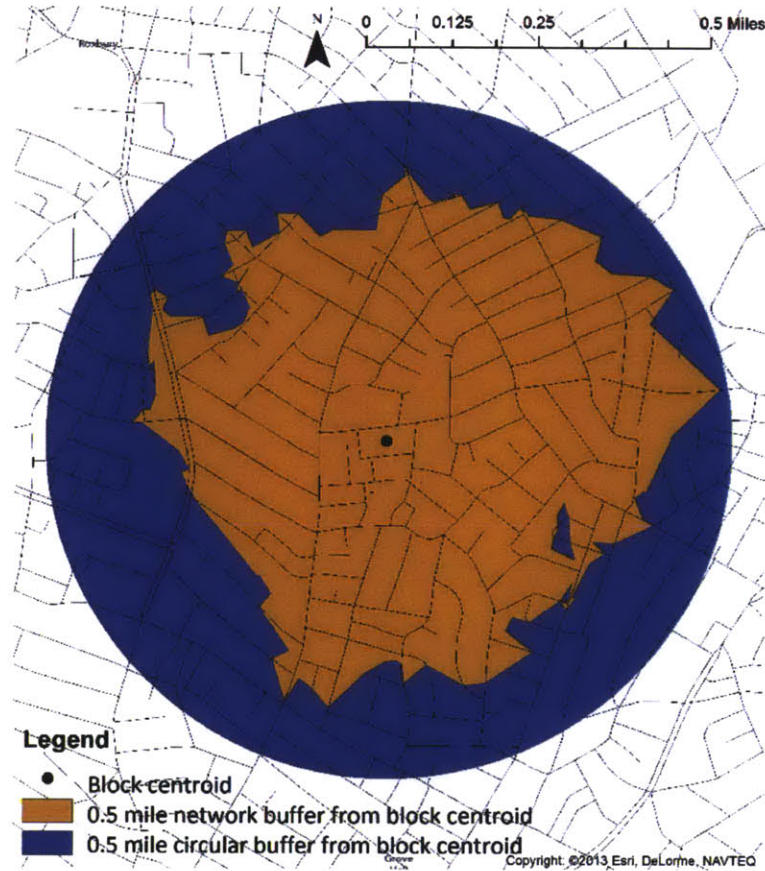 N
0 0.125 0.25 0.5 Miles
Roxbury
Legend
Block centroid
0.5 mile network buffer from block centroid
0.5 mile circular buffer from block centroid
Grove
Copyright: ©2013 Esri, DeLorme, NAVTEQ